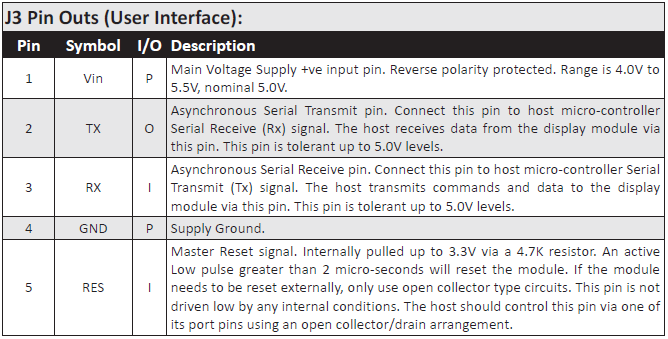 J3 Pin Outs (User Interface):
Pin Symbol I/O Description
1 Vin P Main Voltage Supply +ve input pin. Reverse polarity protected. Range is 4.0V to
5.5V, nominal 5.0V.
2 TX O Asynchronous Serial Transmit pin. Connect this pin to host micro-controller
Serial Receive (Rx) signal. The host receives data from the display module via
this pin. This pin is tolerant up to 5.0V levels.
3 RX I Asynchronous Serial Receive pin. Connect this pin to host micro-controller Serial
Transmit (Tx) signal. The host transmits commands and data to the display
module via this pin. This pin is tolerant up to 5.0V levels.
4 GND P Supply Ground.
5 RES I Master Reset signal. Internally pulled up to 3.3V via a 4.7K resistor. An active
Low pulse greater than 2 micro-seconds will reset the module. If the module
needs to be reset externally, only use open collector type circuits. This pin is not
driven low by any internal conditions. The host should control this pin via one of
its port pins using an open collector/drain arrangement.